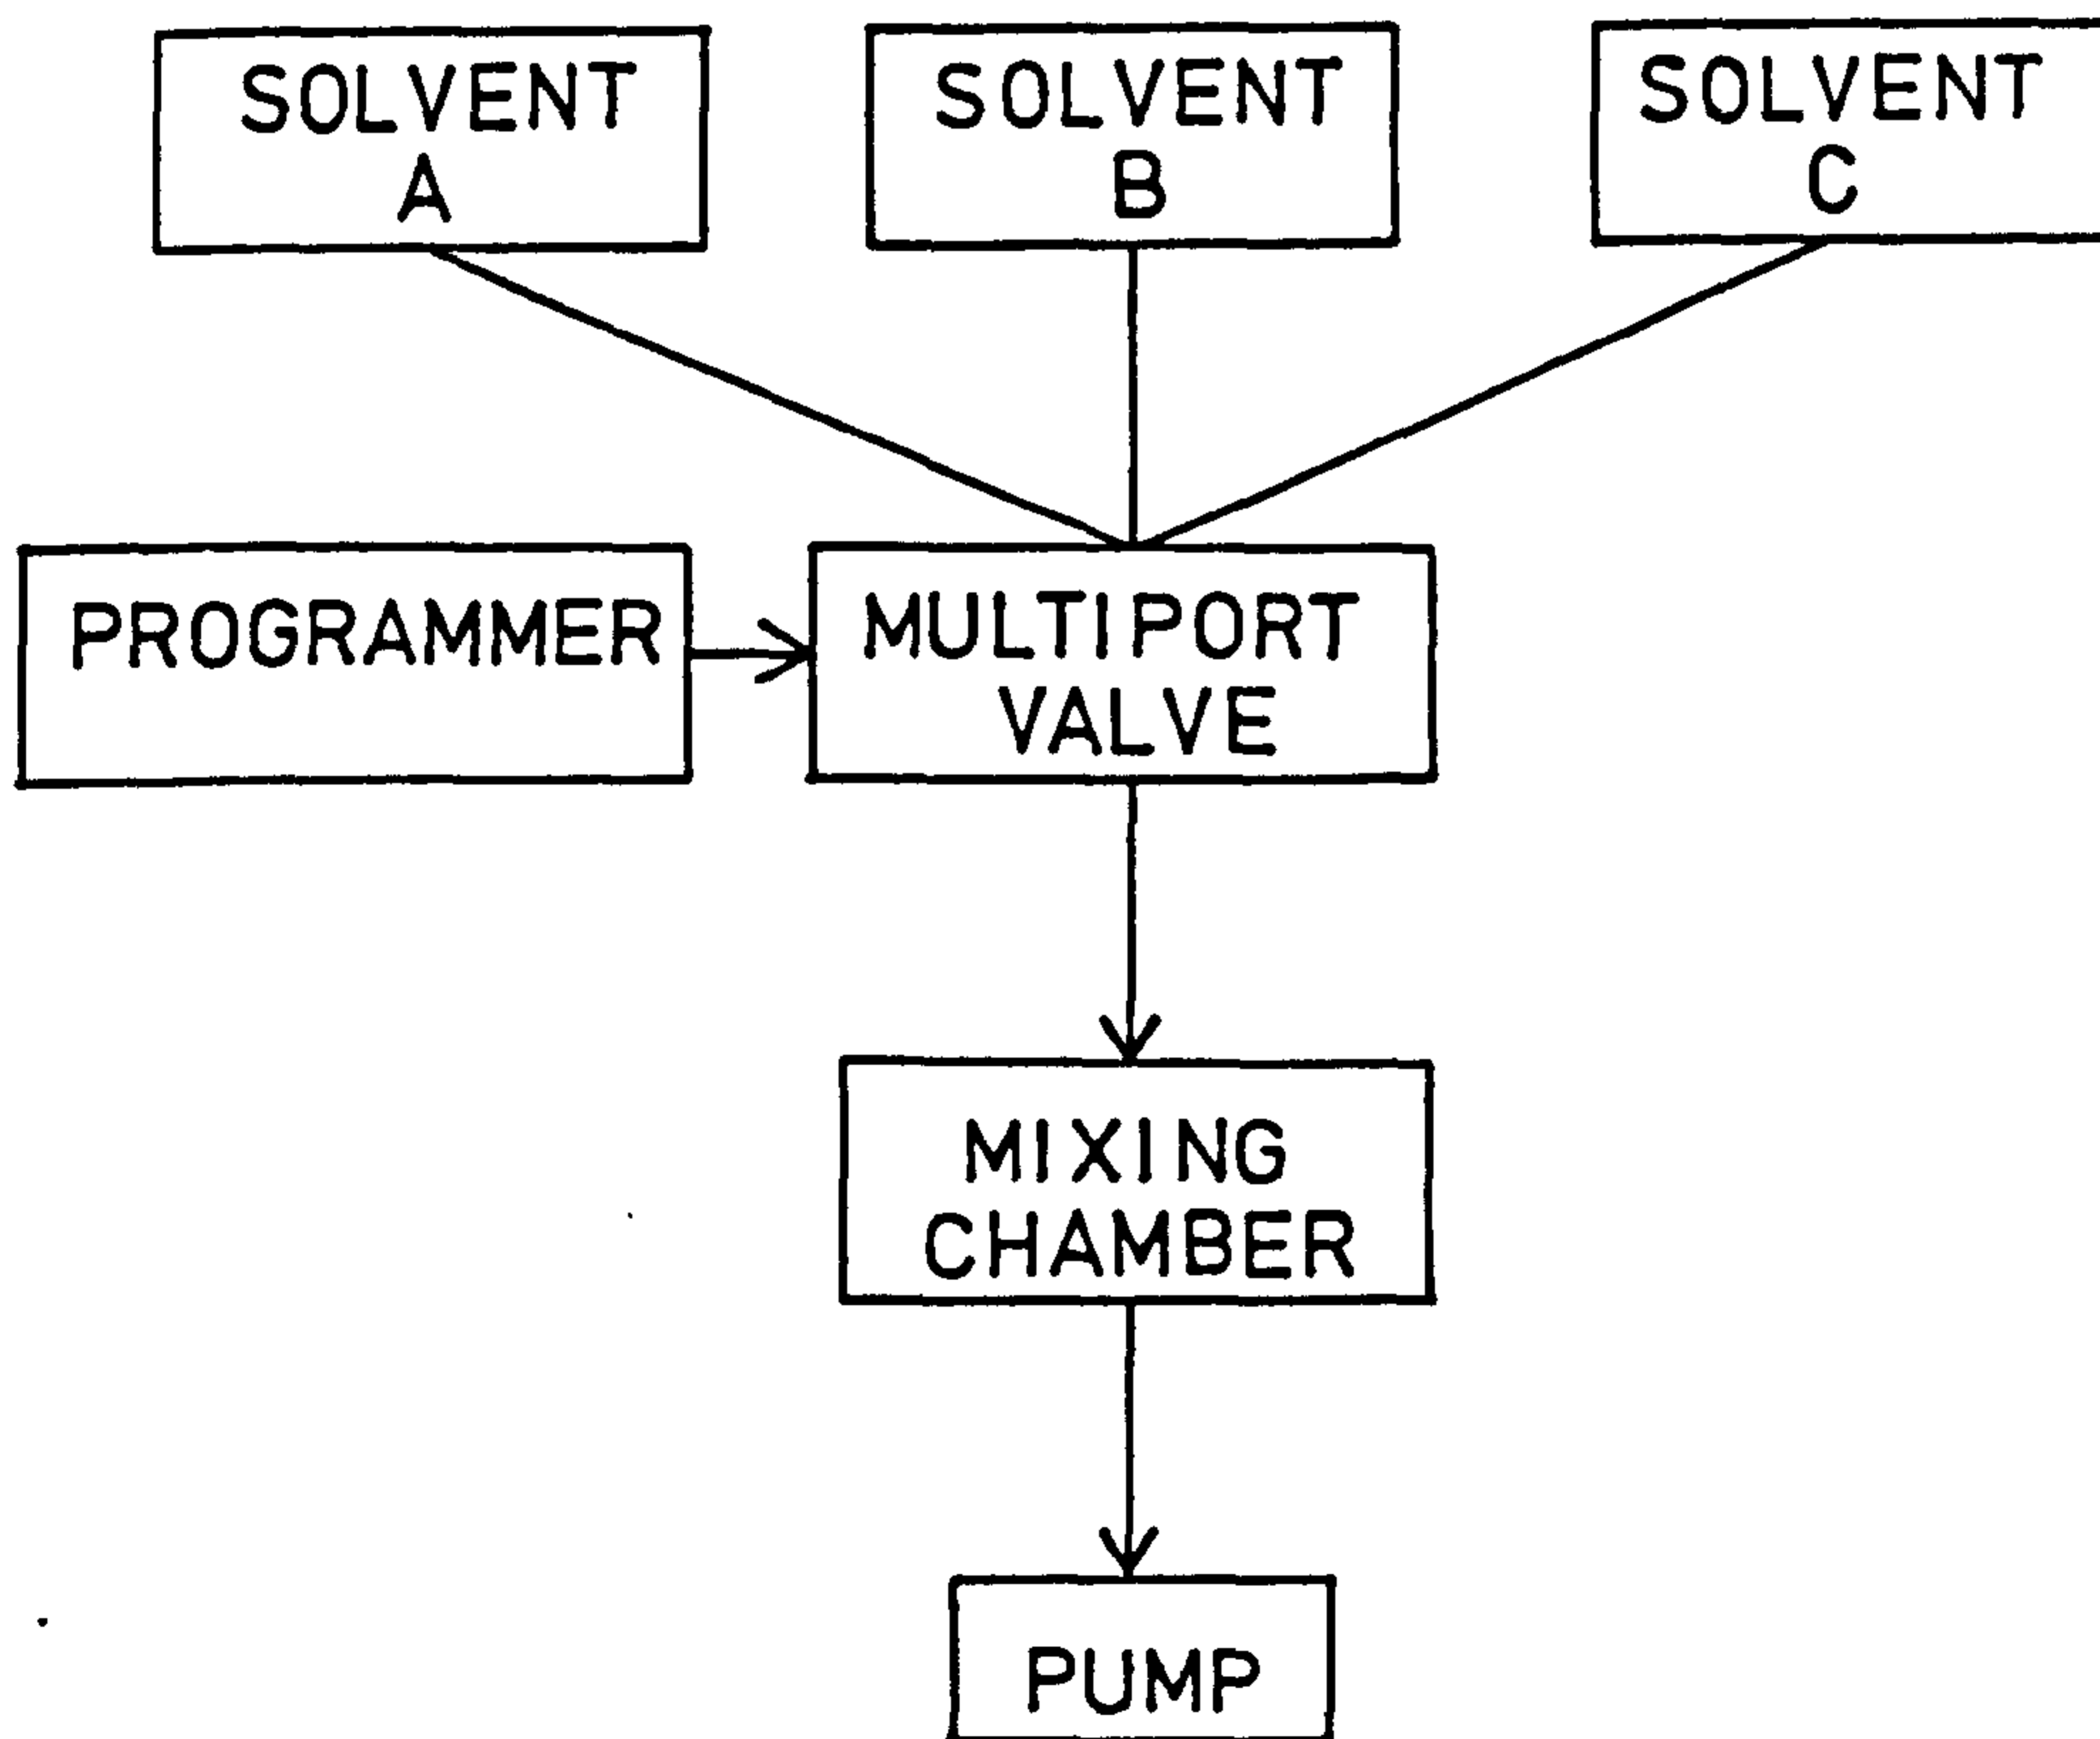 SOLVENT
A
SOLVENT
B
SOLVENT
C
PROGRAMMER
MULTIPORT
VALVE
MIXING
CHAMBER
PUMP